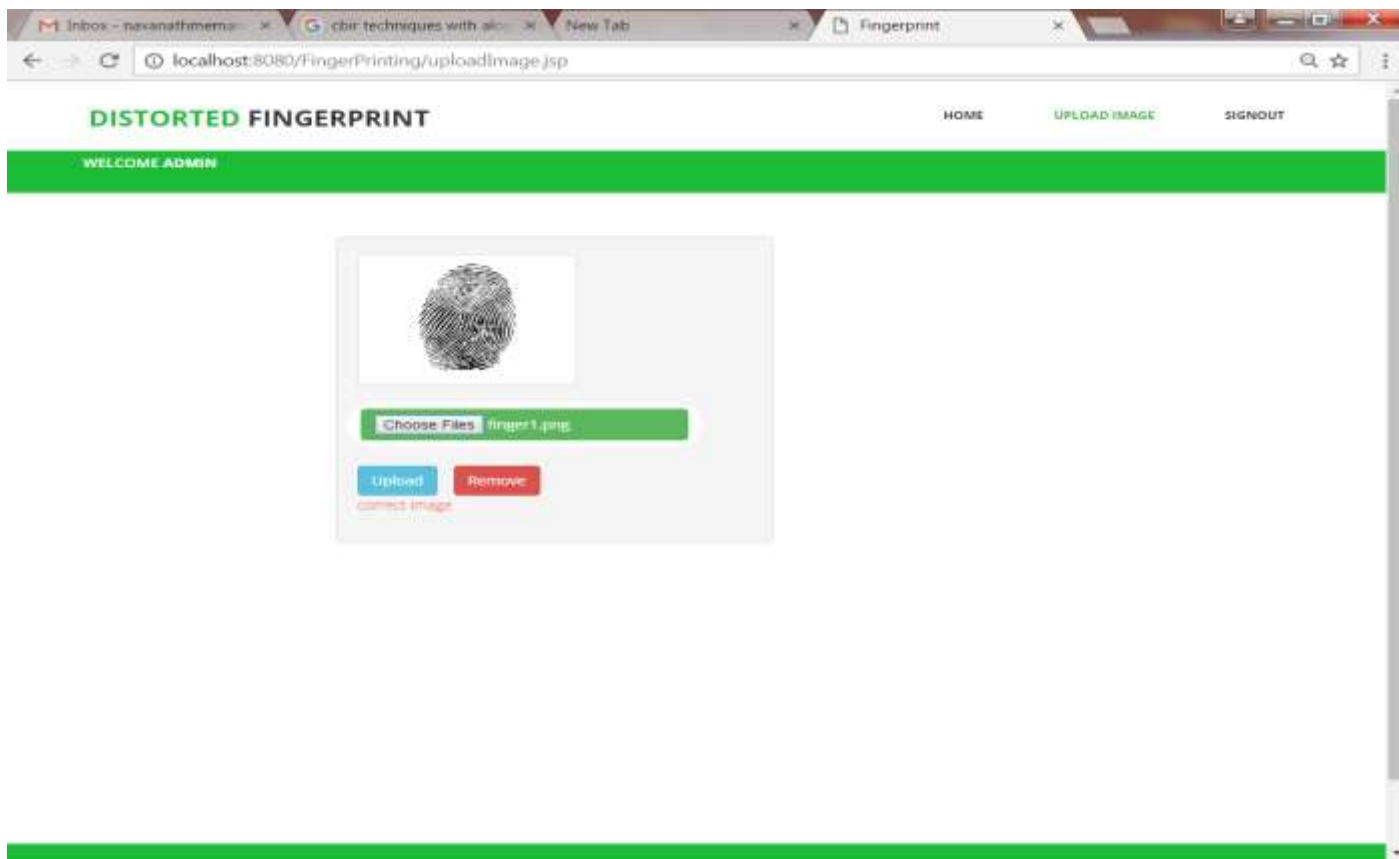 Inbox - navanathmema
cbir techniques with alo
New Tab
Fingerprint
localhost:8080/FingerPrinting/uploadImage.jsp
DISTORTED FINGERPRINT
HOME
UPLOAD IMAGE
SIGNOUT
WELCOME ADMIN
Choose Files finger1.png
Upload
Remove
correct image